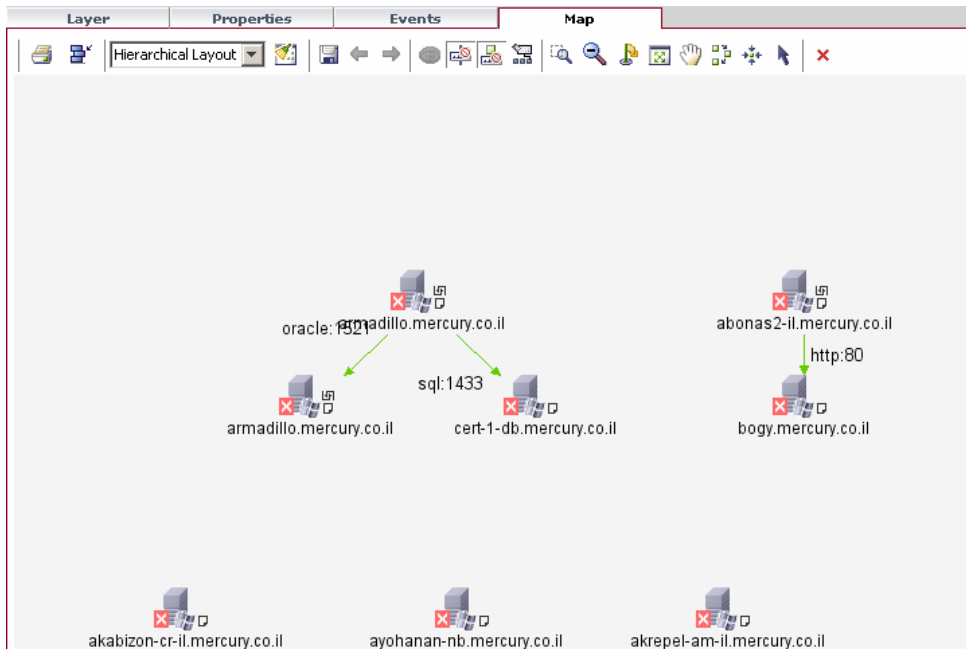 Layer Properties Events Map
Hierarchical Layout
armadillo.mercury.co.il abonas2-il.mercury.co.il
oracle:1521
http:80
sql:1433
armadillo.mercury.co.il cert-1-db.mercury.co.il bogy.mercury.co.il
akabizon-cr-il.mercury.co.il ayohanan-nb.mercury.co.il akrepel-am-il.mercury.co.il